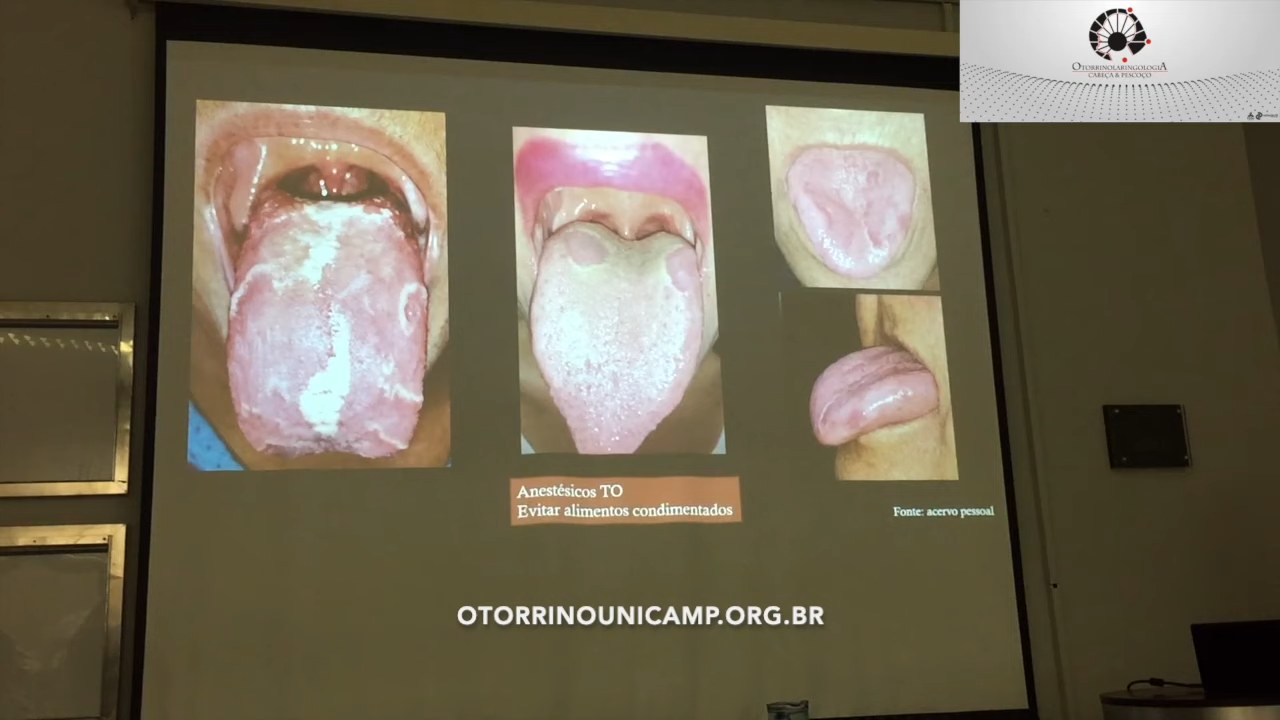 OTORRINOLARINGOLOGIA
CABEÇA & PESCOÇO
Anestésicos TO
Evitar alimentos condimentados
Fonte: acervo pessoal
OTORRINOUNICAMP.ORG.BR